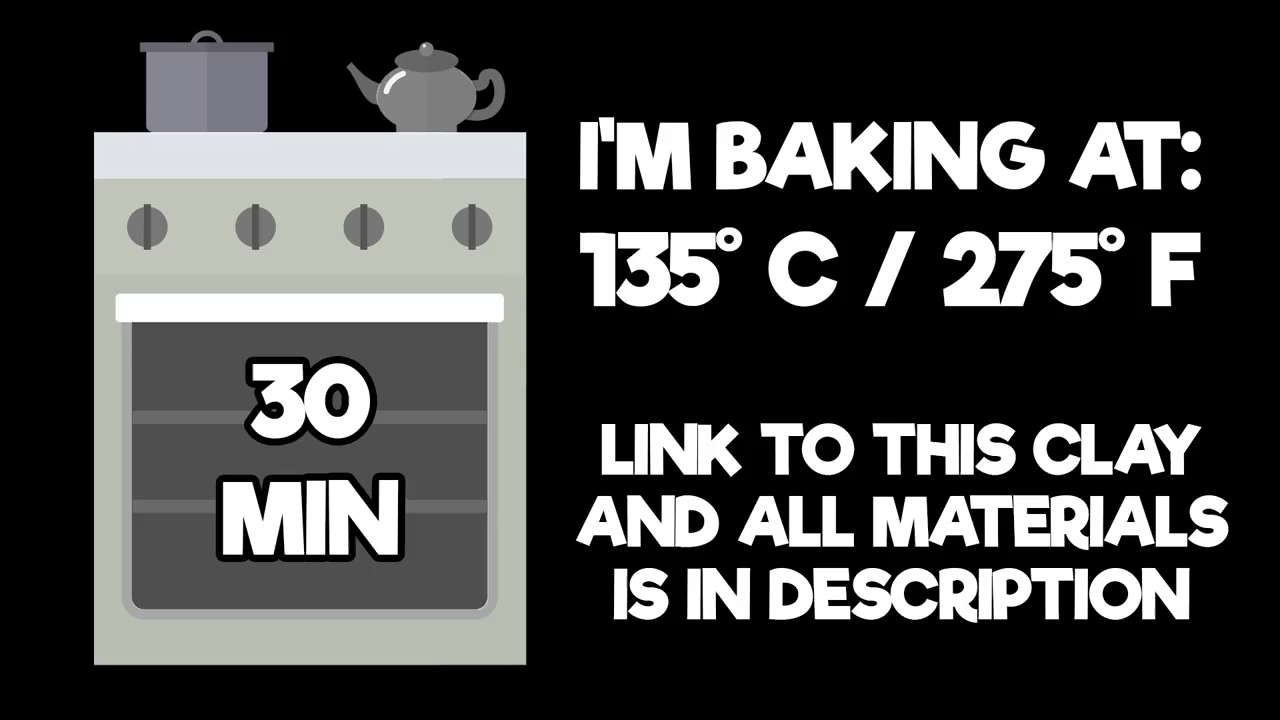 30
MIN
I'M BAKING AT:
135° C / 275° F
LINK TO THIS CLAY
AND ALL MATERIALS
IS IN DESCRIPTION